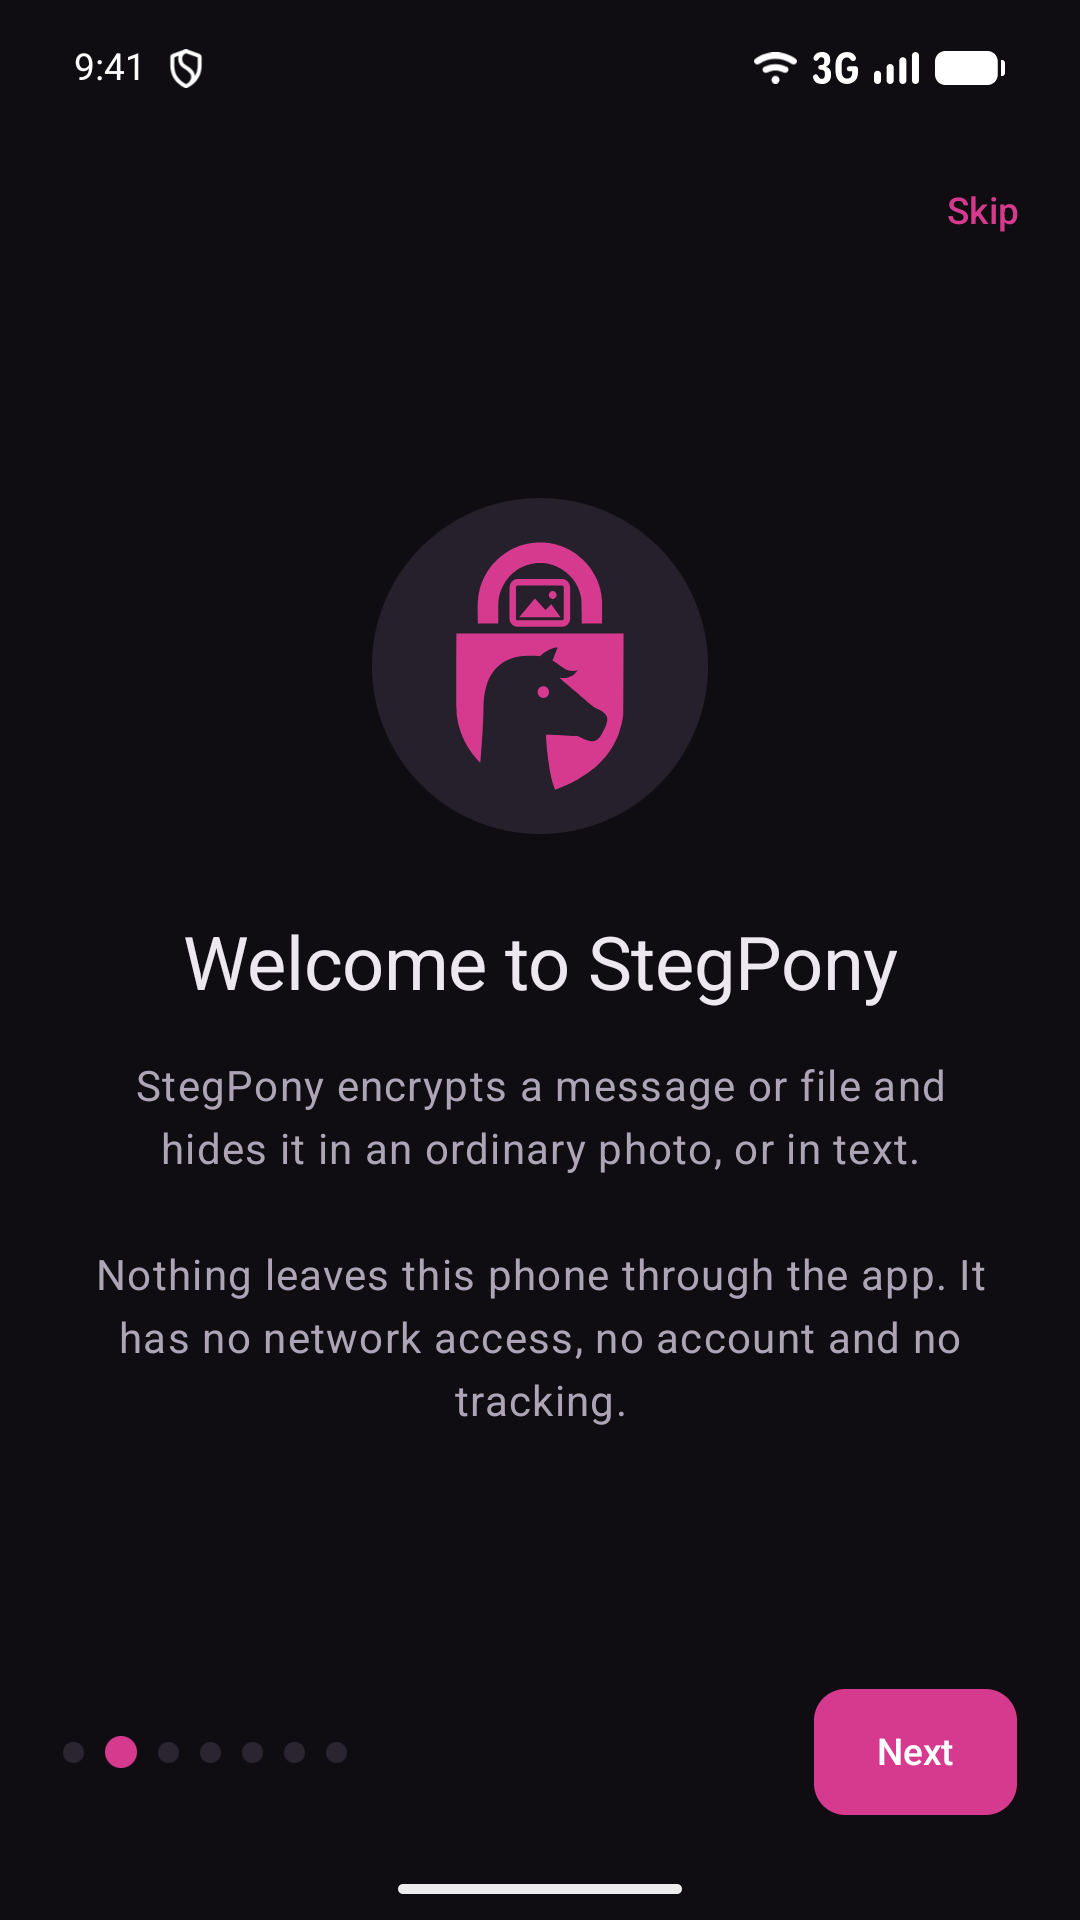 9:41
3G
Skip
Welcome to StegPony
StegPony encrypts a message or file and
hides it in an ordinary photo, or in text.
Nothing leaves this phone through the app. It
has no network access, no account and no
tracking.
Next